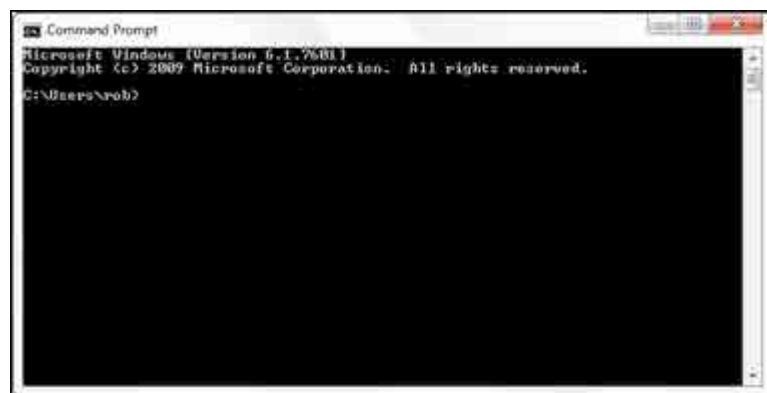 Command Prompt
Microsoft Windows [Version 6.1.7601]
Copyright (c) 2009 Microsoft Corporation.  All rights reserved.
C:\Users\rob>